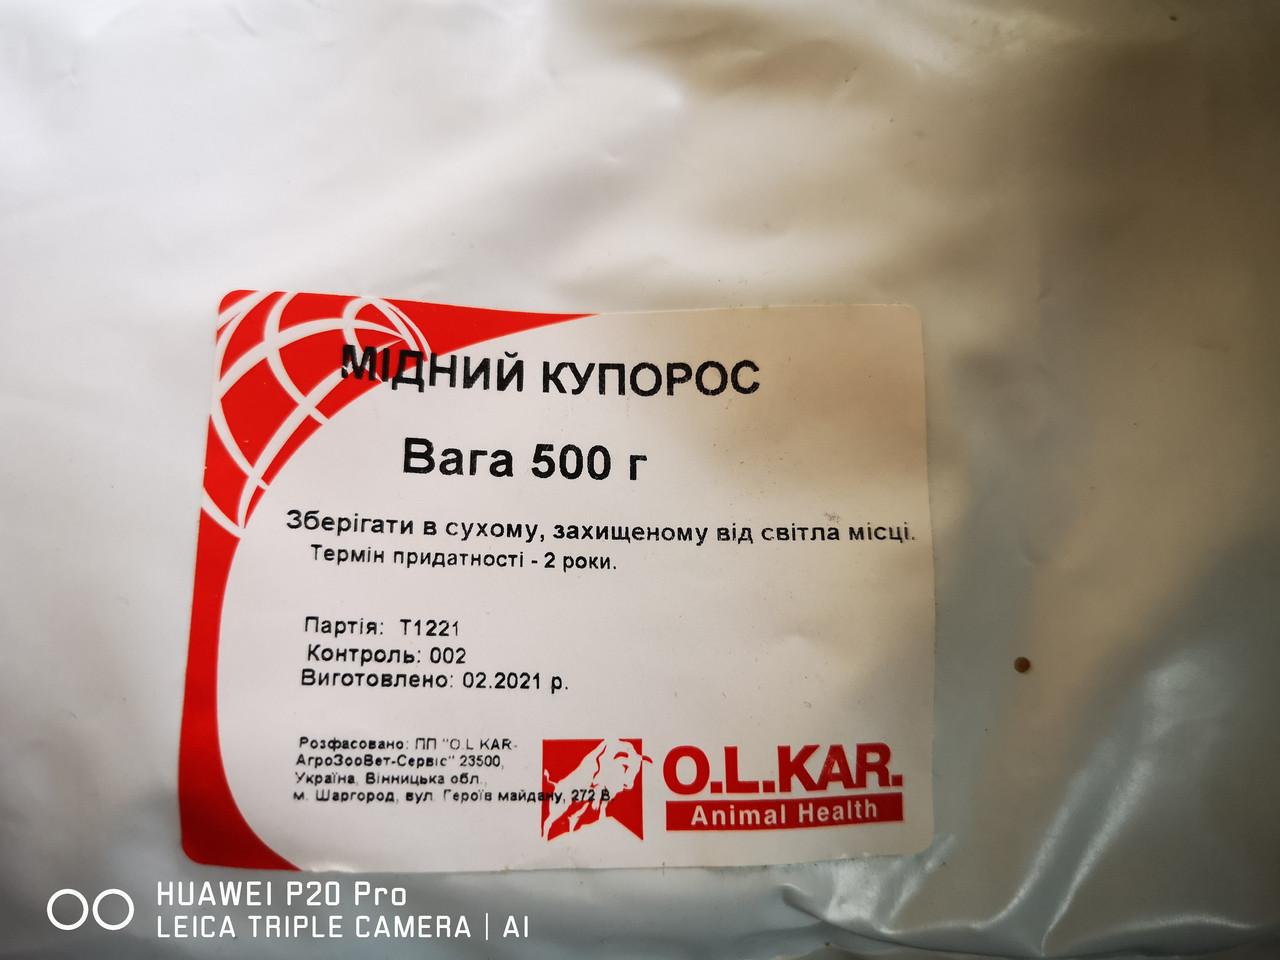 МІДНИЙ КУПОРОС
Вага 500 г
Зберігати в сухому, захищеному від світла місці.
Термін придатності - 2 роки.
Партія: Т1221
Контроль: 002
Виготовлено: 02.2021 р.
Розфасовано: ПП "O.L KAR-
АгроЗооВет-Сервіс" 23500,
Україна, Вінницька обл.,
м. Шаргород, вул. Героїв майдану, 272 В.
O.L.KAR.
Animal Health
HUAWEI P20 Pro
LEICA TRIPLE CAMERA | AI